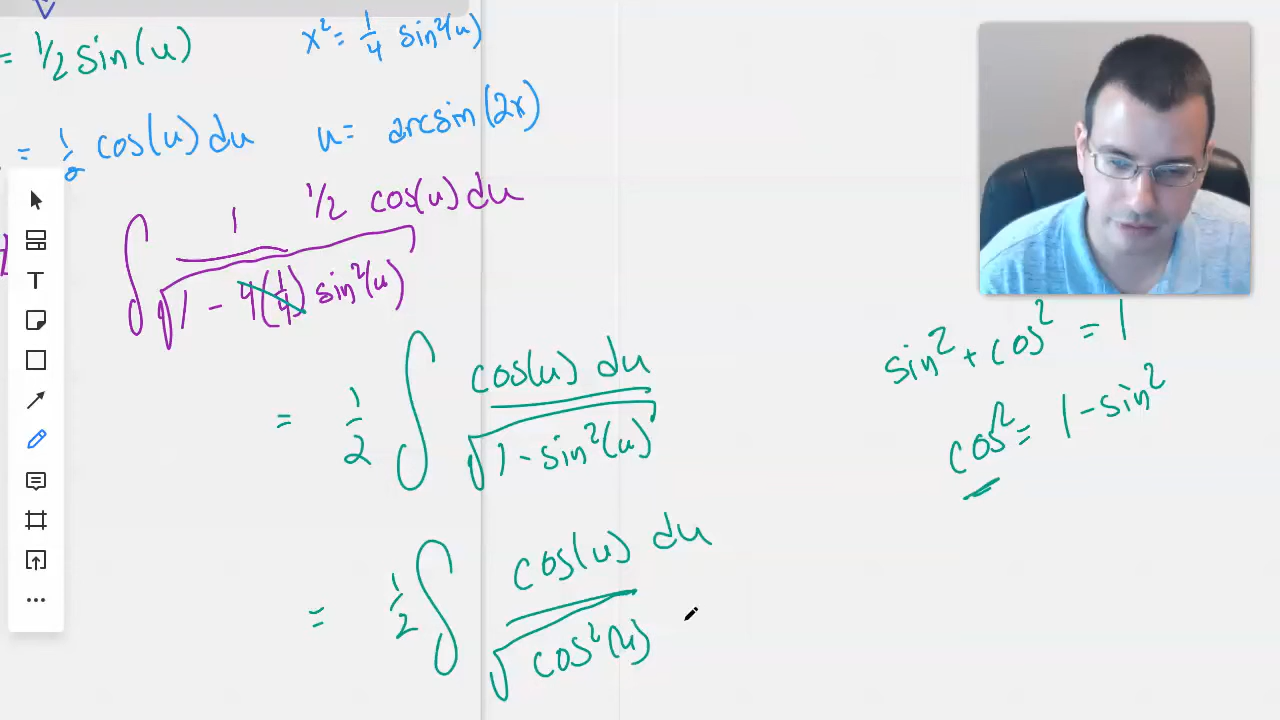 = 1/2 sin(u) x² = 1/4 sin²(u)
= 1/2 cos(u) du u = arcsin(2x)
∫ 1/√(1 - 4(1/4) sin²(u)) 1/2 cos(u) du
= 1/2 ∫ cos(u) du / √(1 - sin²(u))
= 1/2 ∫ cos(u) du / √(cos²(u))
sin² + cos² = 1
cos² = 1 - sin²
T